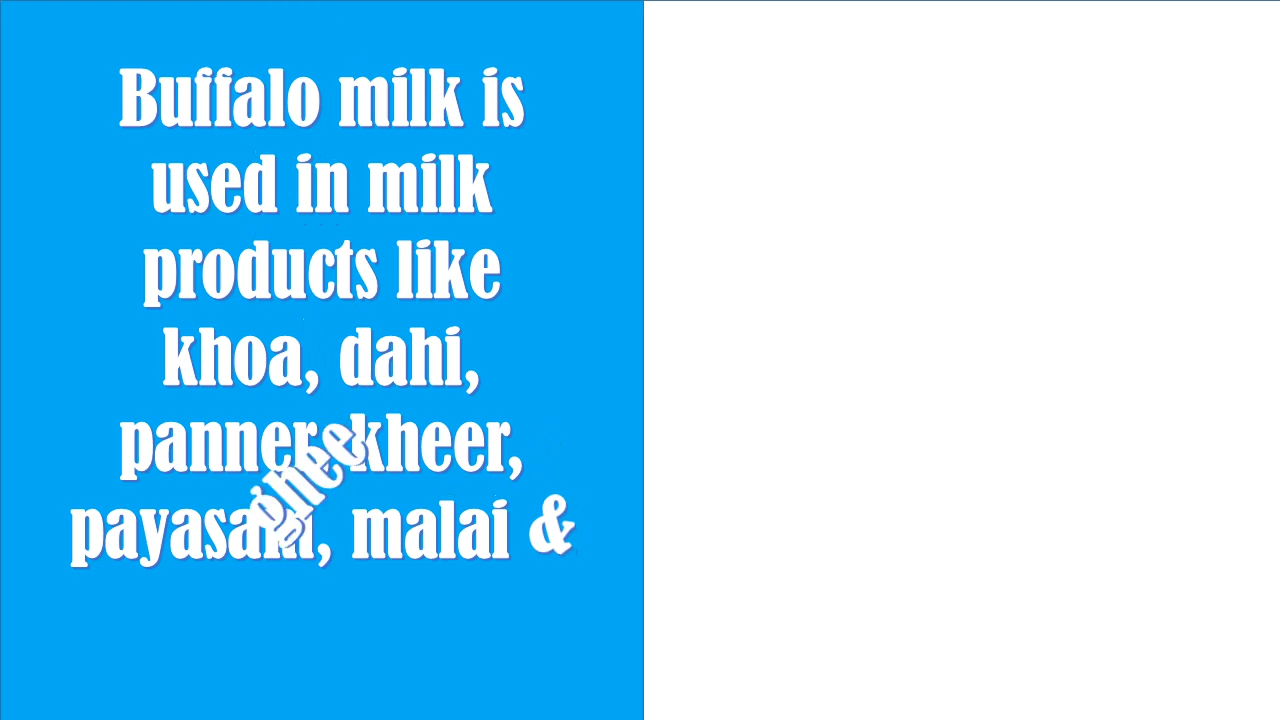 Buffalo milk is
used in milk
products like
khoa, dahi,
panner kheer,
payasam, malai &
ghee